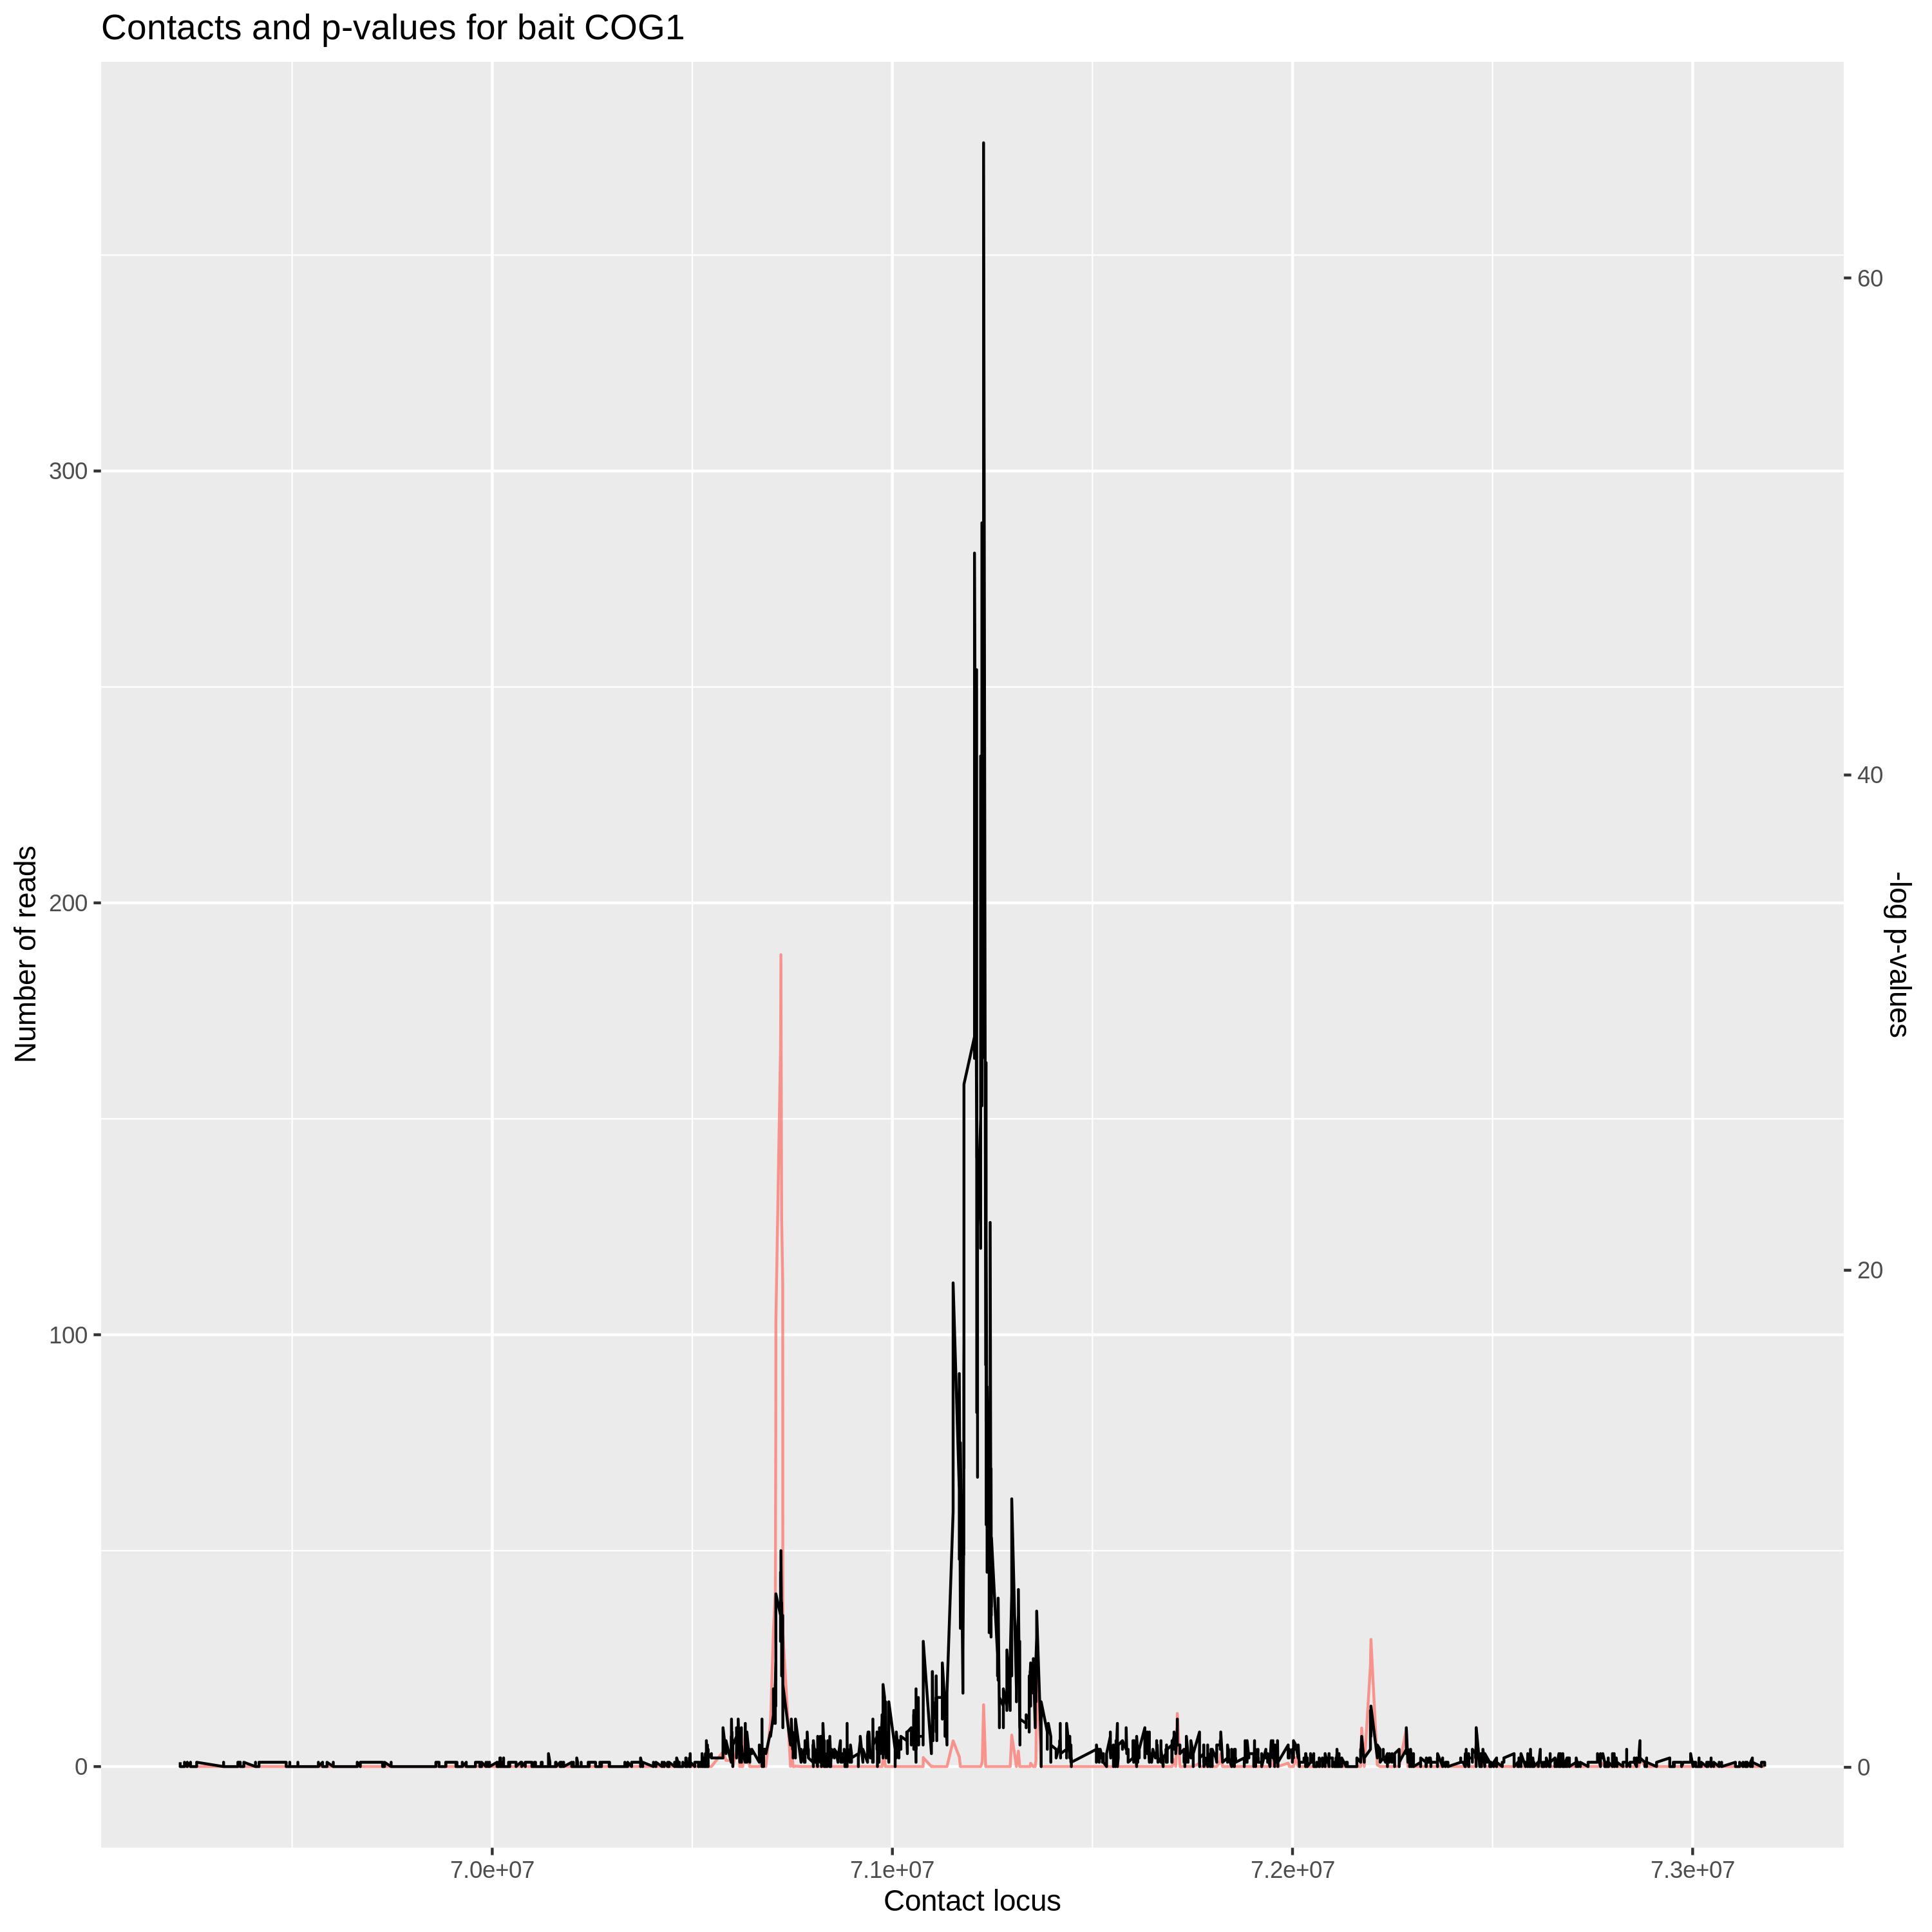 Contacts and p-values for bait COG1
Number of reads
300
200
100
0
60
40
20
0
-log p-values
7.0e+07
7.1e+07
7.2e+07
7.3e+07
Contact locus